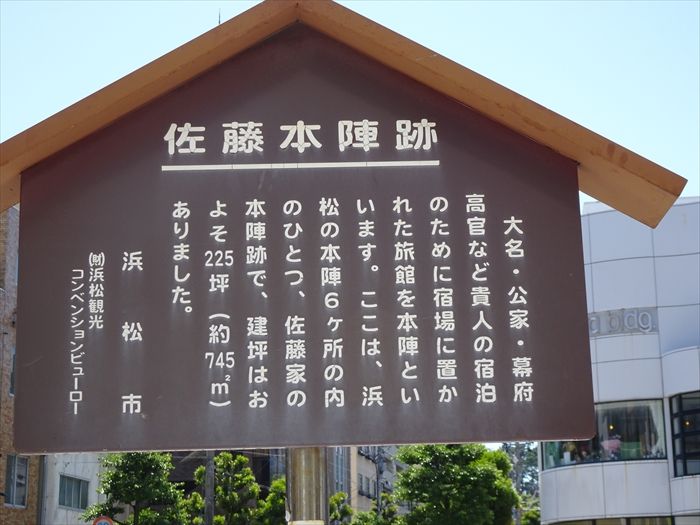 佐藤本陣跡
大名・公家・幕府
高官など貴人の宿泊
のために宿場に置か
れた旅館を本陣とい
います。ここは、浜
松の本陣6ヶ所の内
のひとつ、佐藤家の
本陣跡で、建坪はお
よそ225坪(約745㎡)
ありました。
浜松市
㈶浜松観光
コンベンションビューロー
bldg.